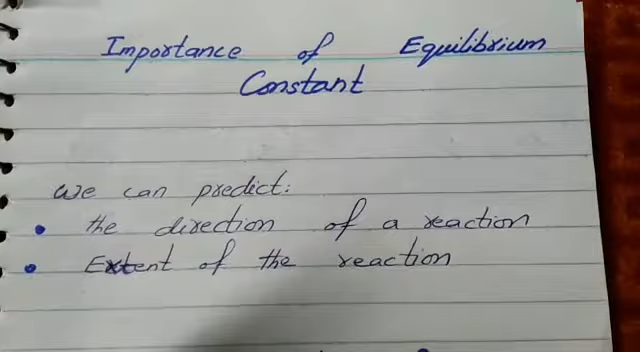 Importance of Equilibrium
Constant
we can predict:
• the direction of a reaction
• Extent of the reaction